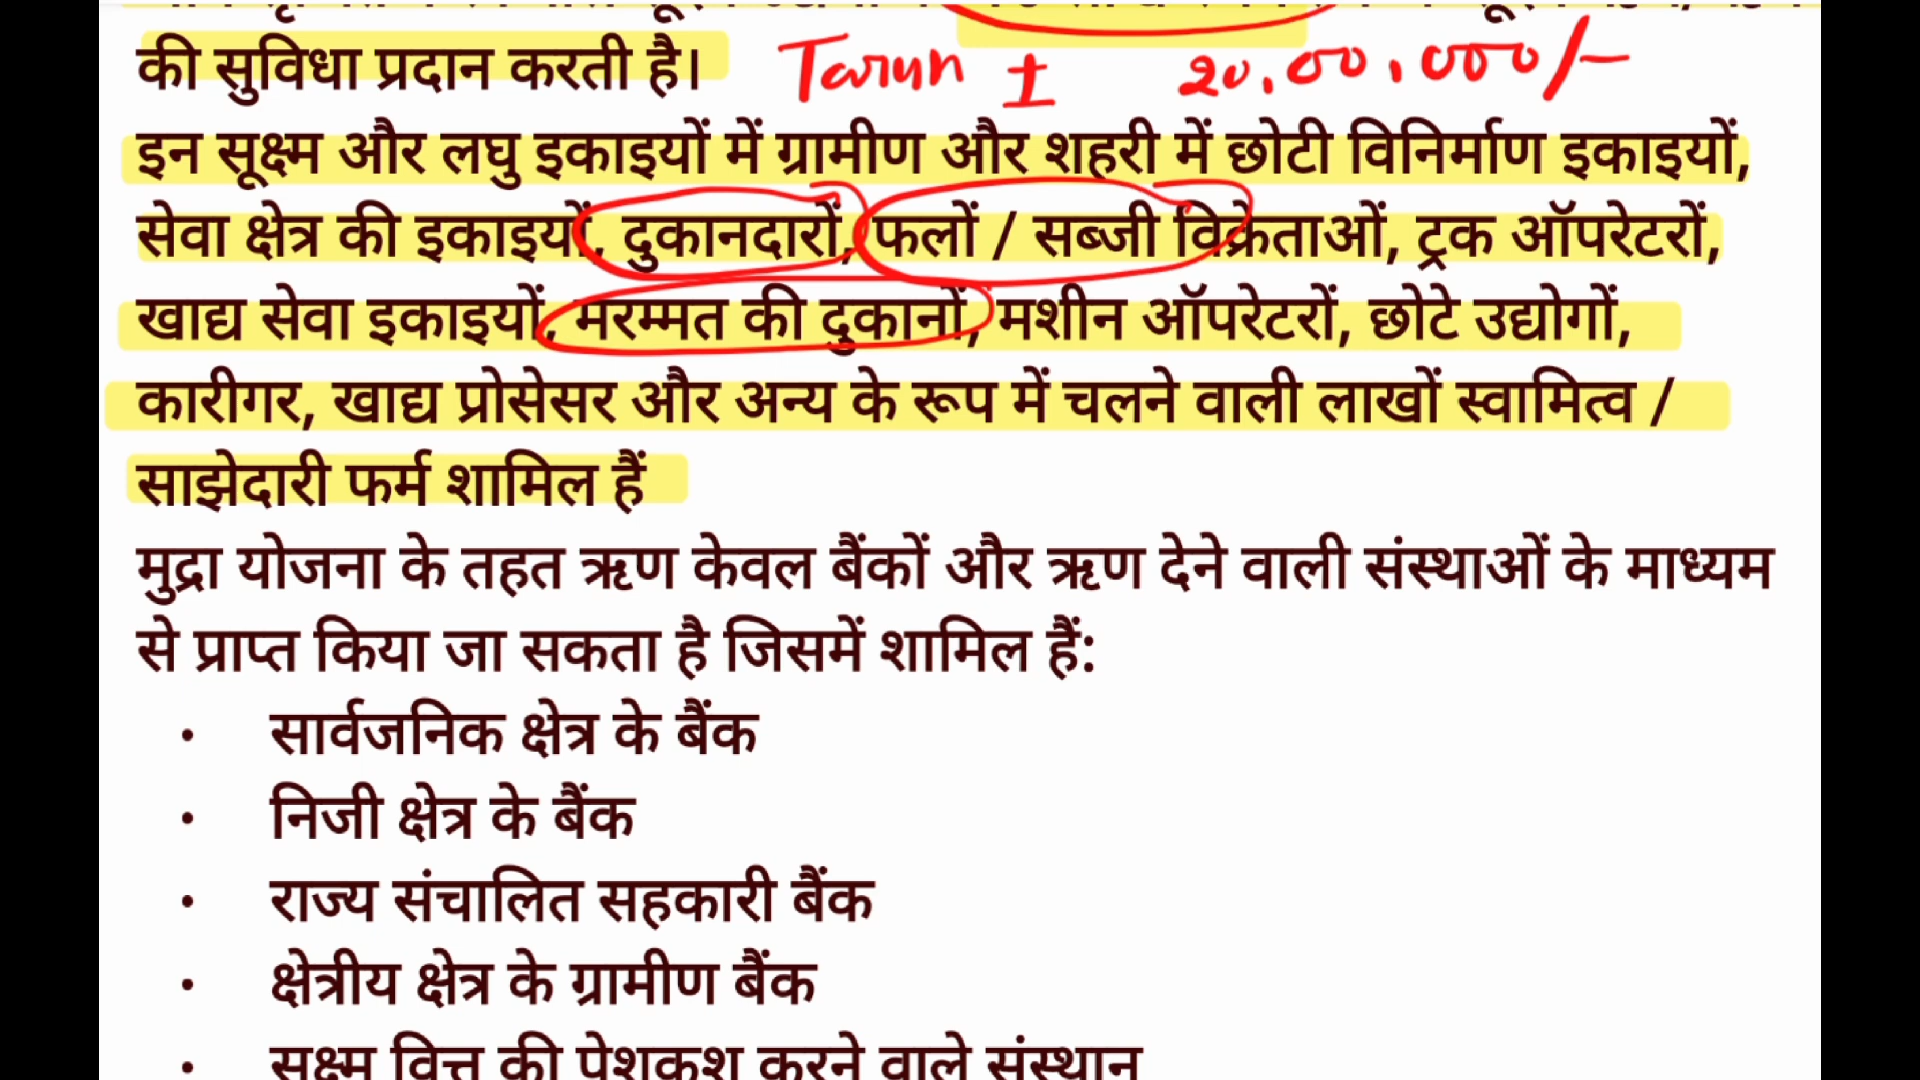 की सुविधा प्रदान करती है। Tarun I 20,00,000/-
इन सूक्ष्म और लघु इकाइयों में ग्रामीण और शहरी में छोटी विनिर्माण इकाइयों,
सेवा क्षेत्र की इकाइयों, दुकानदारों, फलों / सब्जी विक्रेताओं, ट्रक ऑपरेटरों,
खाद्य सेवा इकाइयों, मरम्मत की दुकानों, मशीन ऑपरेटरों, छोटे उद्योगों,
कारीगर, खाद्य प्रोसेसर और अन्य के रूप में चलने वाली लाखों स्वामित्व /
साझेदारी फर्म शामिल हैं
मुद्रा योजना के तहत ऋण केवल बैंकों और ऋण देने वाली संस्थाओं के माध्यम
से प्राप्त किया जा सकता है जिसमें शामिल हैं:
• सार्वजनिक क्षेत्र के बैंक
• निजी क्षेत्र के बैंक
• राज्य संचालित सहकारी बैंक
• क्षेत्रीय क्षेत्र के ग्रामीण बैंक
• सूक्ष्म वित्त की पेशकश करने वाले संस्थान